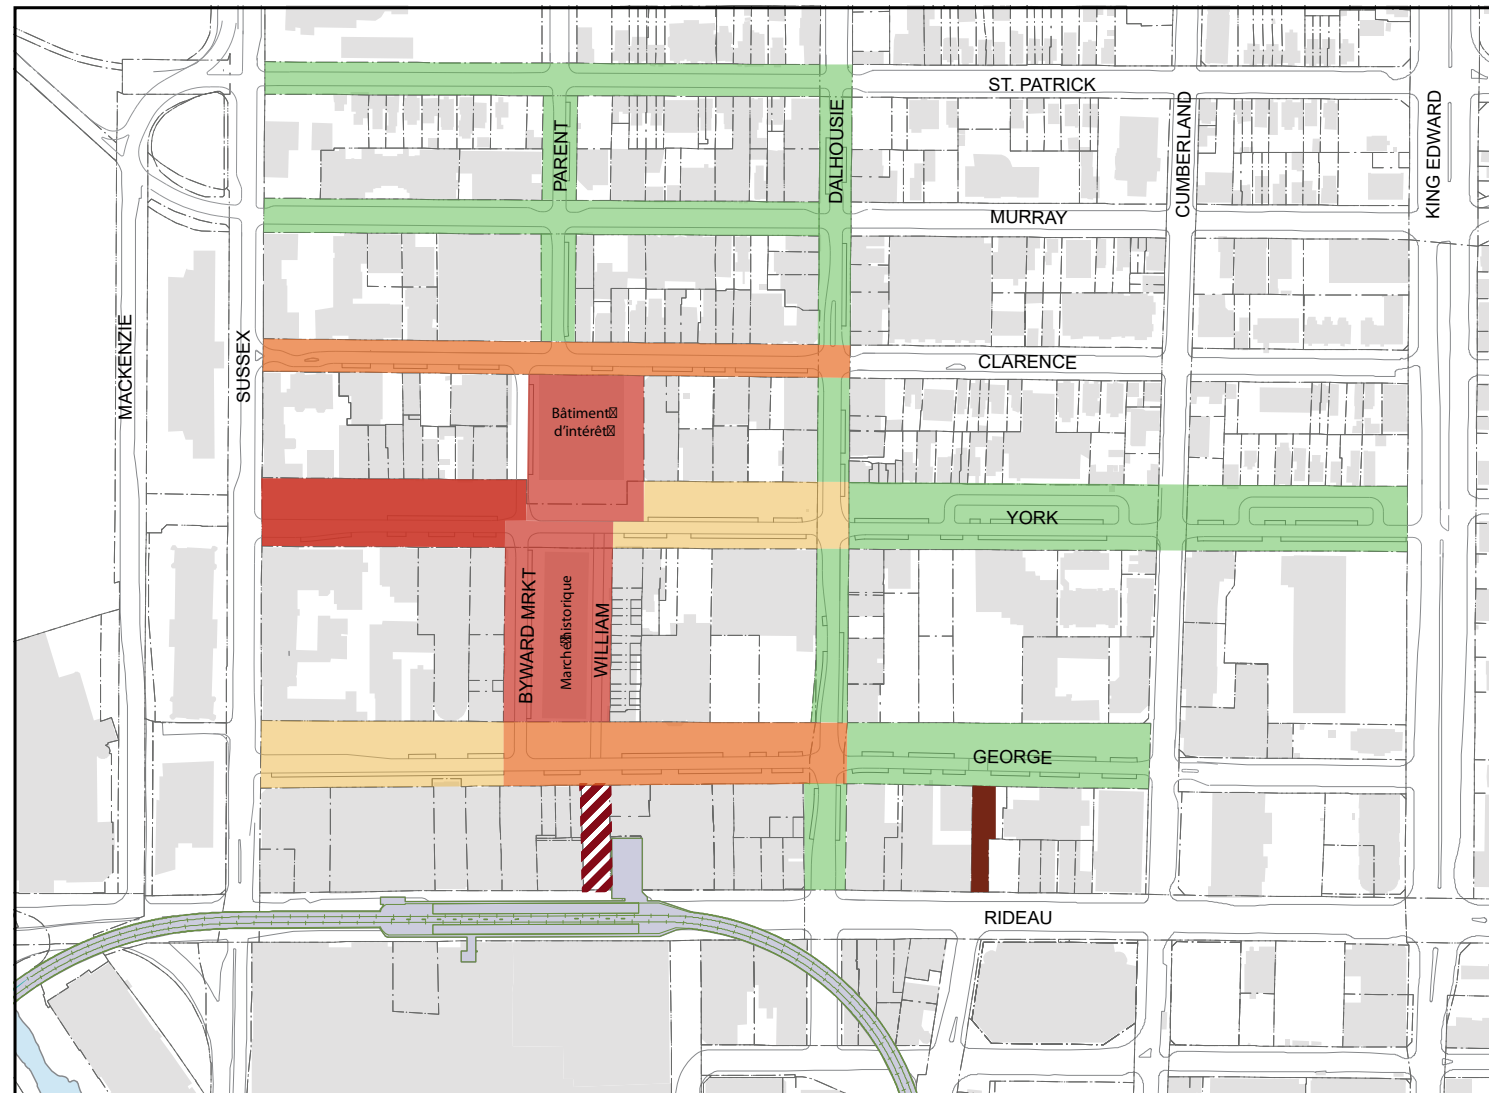 ST. PATRICK
PARENT
DALHOUSIE
CUMBERLAND
KING EDWARD
MURRAY
MACKENZIE
SUSSEX
CLARENCE
Bâtiment
d'intérêt
YORK
BYWARD MRKT
Marché historique
WILLIAM
GEORGE
RIDEAU